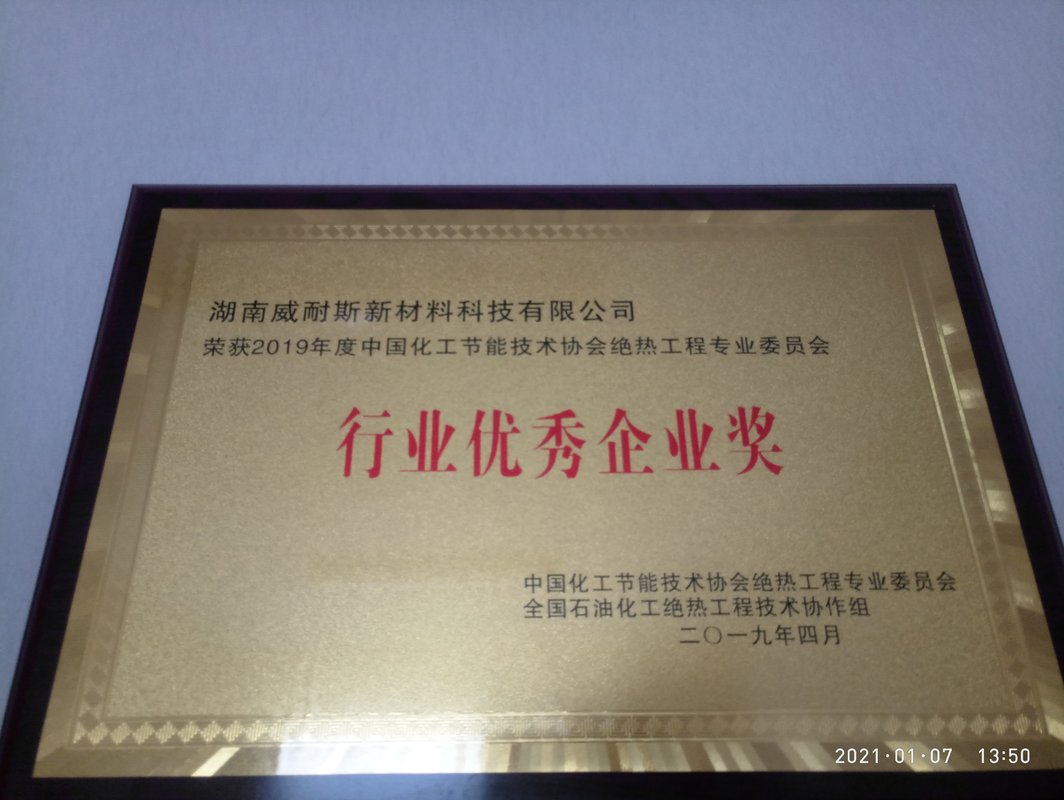 湖南威耐斯新材料科技有限公司
荣获2019年度中国化工节能技术协会绝热工程专业委员会
行业优秀企业奖
中国化工节能技术协会绝热工程专业委员会
全国石油化工绝热工程技术协作组
二〇一九年四月
2021·01·07 13:50